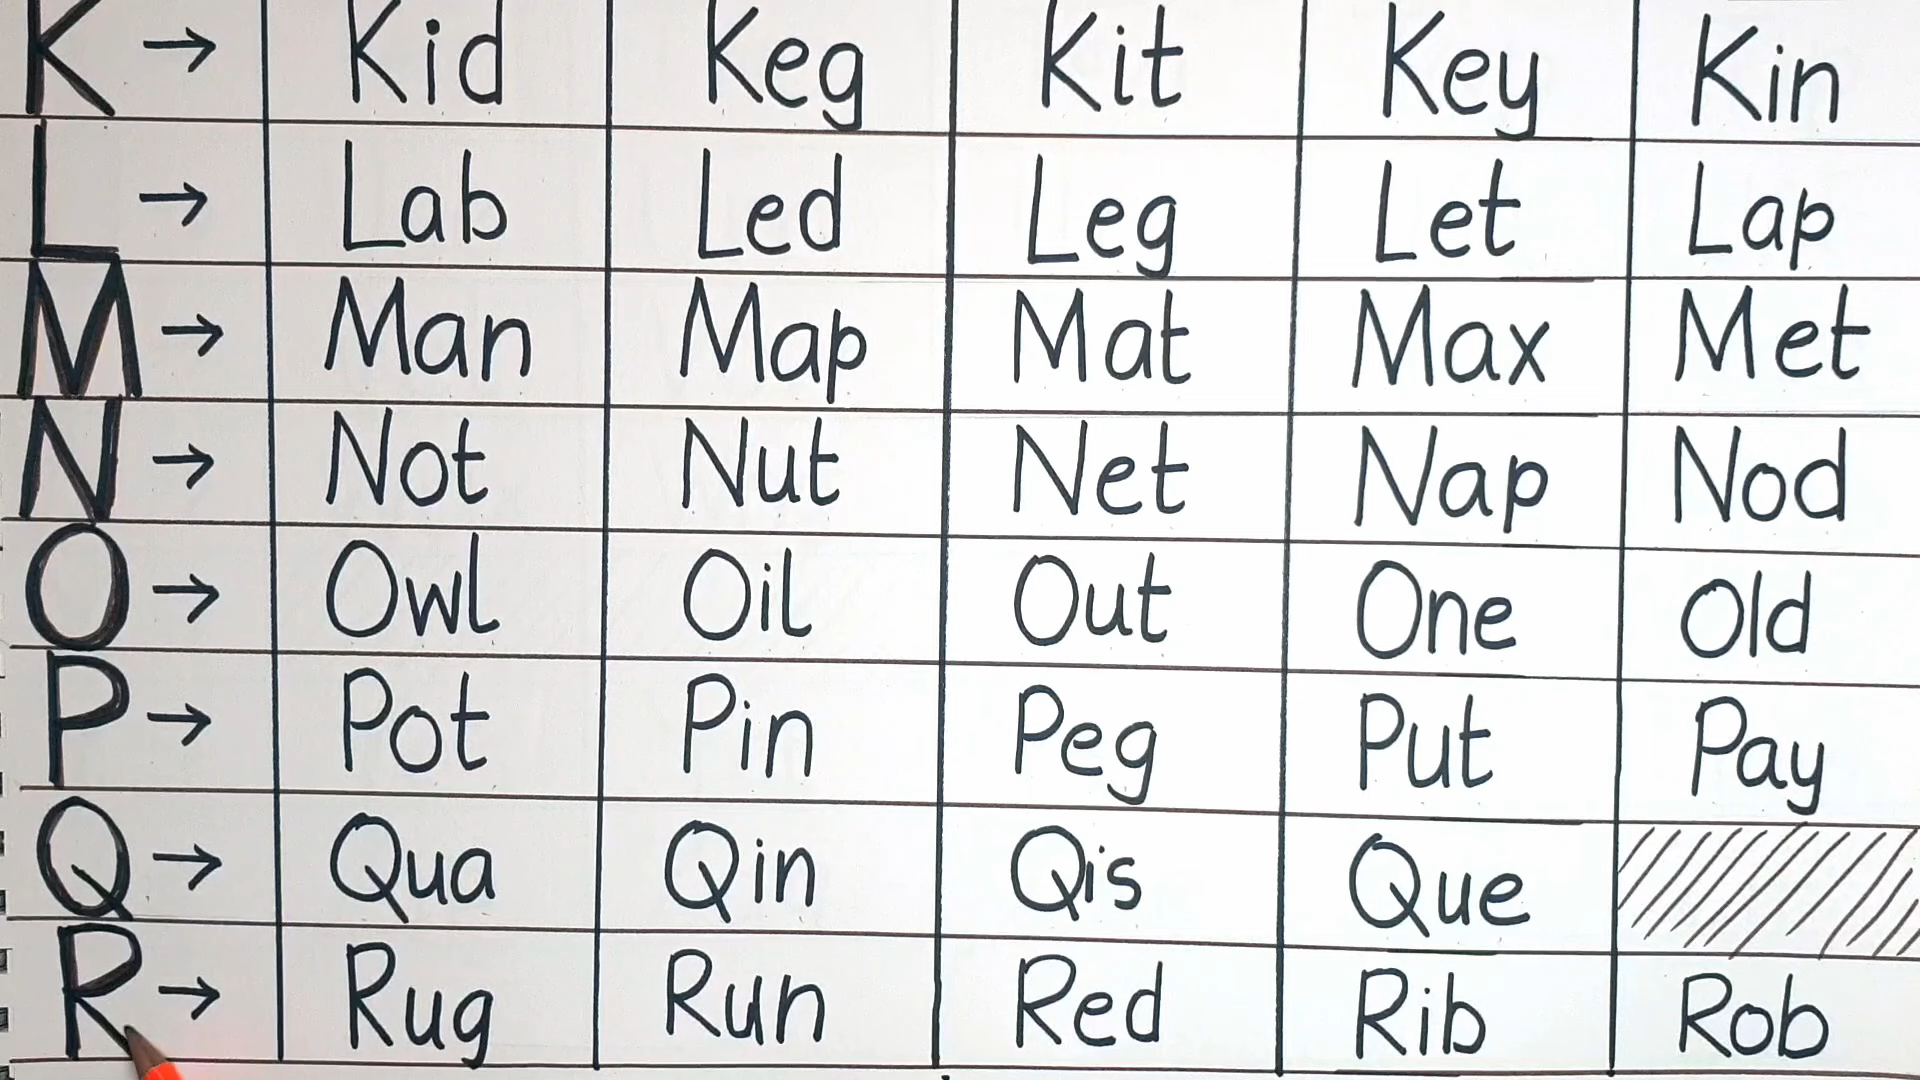 K → Kid Keg Kit Key Kin
L → Lab Led Leg Let Lap
M → Man Map Mat Max Met
N → Not Nut Net Nap Nod
O → Owl Oil Out One Old
P → Pot Pin Peg Put Pay
Q → Qua Qin Qis Que
R → Rug Run Red Rib Rob